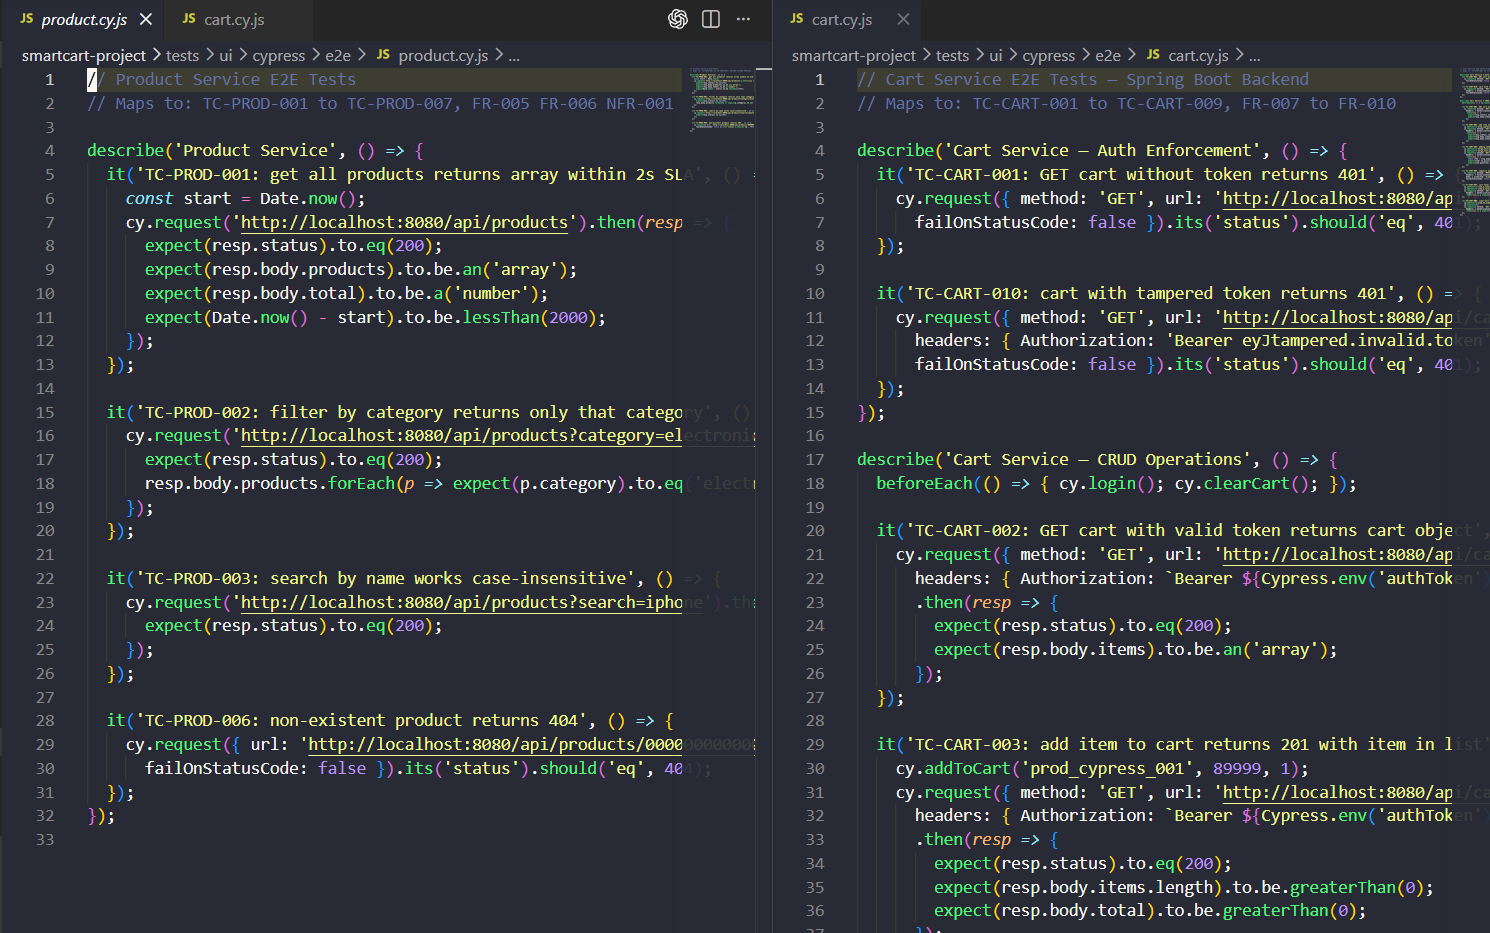 JS product.cy.js
JS cart.cy.js
smartcart-project > tests > ui > cypress > e2e > JS product.cy.js > ...
1 // Product Service E2E Tests
2 // Maps to: TC-PROD-001 to TC-PROD-007, FR-005 FR-006 NFR-001
3
4 describe('Product Service', () => {
5 it('TC-PROD-001: get all products returns array within 2s SLA', () =
6 const start = Date.now();
7 cy.request('http://localhost:8080/api/products').then(resp => {
8 expect(resp.status).to.eq(200);
9 expect(resp.body.products).to.be.an('array');
10 expect(resp.body.total).to.be.a('number');
11 expect(Date.now() - start).to.be.lessThan(2000);
12 });
13 });
14
15 it('TC-PROD-002: filter by category returns only that category', ()
16 cy.request('http://localhost:8080/api/products?category=electroni
17 expect(resp.status).to.eq(200);
18 resp.body.products.forEach(p => expect(p.category).to.eq('electr
19 });
20 });
21
22 it('TC-PROD-003: search by name works case-insensitive', () => {
23 cy.request('http://localhost:8080/api/products?search=iphone').the
24 expect(resp.status).to.eq(200);
25 });
26 });
27
28 it('TC-PROD-006: non-existent product returns 404', () => {
29 cy.request({ url: 'http://localhost:8080/api/products/00000000000
30 failOnStatusCode: false }).its('status').should('eq', 404);
31 });
32 });
33
JS cart.cy.js
smartcart-project > tests > ui > cypress > e2e > JS cart.cy.js > ...
1 // Cart Service E2E Tests — Spring Boot Backend
2 // Maps to: TC-CART-001 to TC-CART-009, FR-007 to FR-010
3
4 describe('Cart Service — Auth Enforcement', () => {
5 it('TC-CART-001: GET cart without token returns 401', () =>
6 cy.request({ method: 'GET', url: 'http://localhost:8080/ap
7 failOnStatusCode: false }).its('status').should('eq', 401);
8 });
9
10 it('TC-CART-010: cart with tampered token returns 401', () => {
11 cy.request({ method: 'GET', url: 'http://localhost:8080/api/ca
12 headers: { Authorization: 'Bearer eyJtampered.invalid.token'
13 failOnStatusCode: false }).its('status').should('eq', 401);
14 });
15 });
16
17 describe('Cart Service — CRUD Operations', () => {
18 beforeEach(() => { cy.login(); cy.clearCart(); });
19
20 it('TC-CART-002: GET cart with valid token returns cart object',
21 cy.request({ method: 'GET', url: 'http://localhost:8080/api/ca
22 headers: { Authorization: `Bearer ${Cypress.env('authToken'
23 .then(resp => {
24 expect(resp.status).to.eq(200);
25 expect(resp.body.items).to.be.an('array');
26 });
27 });
28
29 it('TC-CART-003: add item to cart returns 201 with item in list'
30 cy.addToCart('prod_cypress_001', 89999, 1);
31 cy.request({ method: 'GET', url: 'http://localhost:8080/api/ca
32 headers: { Authorization: `Bearer ${Cypress.env('authToken'
33 .then(resp => {
34 expect(resp.status).to.eq(200);
35 expect(resp.body.items.length).to.be.greaterThan(0);
36 expect(resp.body.total).to.be.greaterThan(0);
37 });